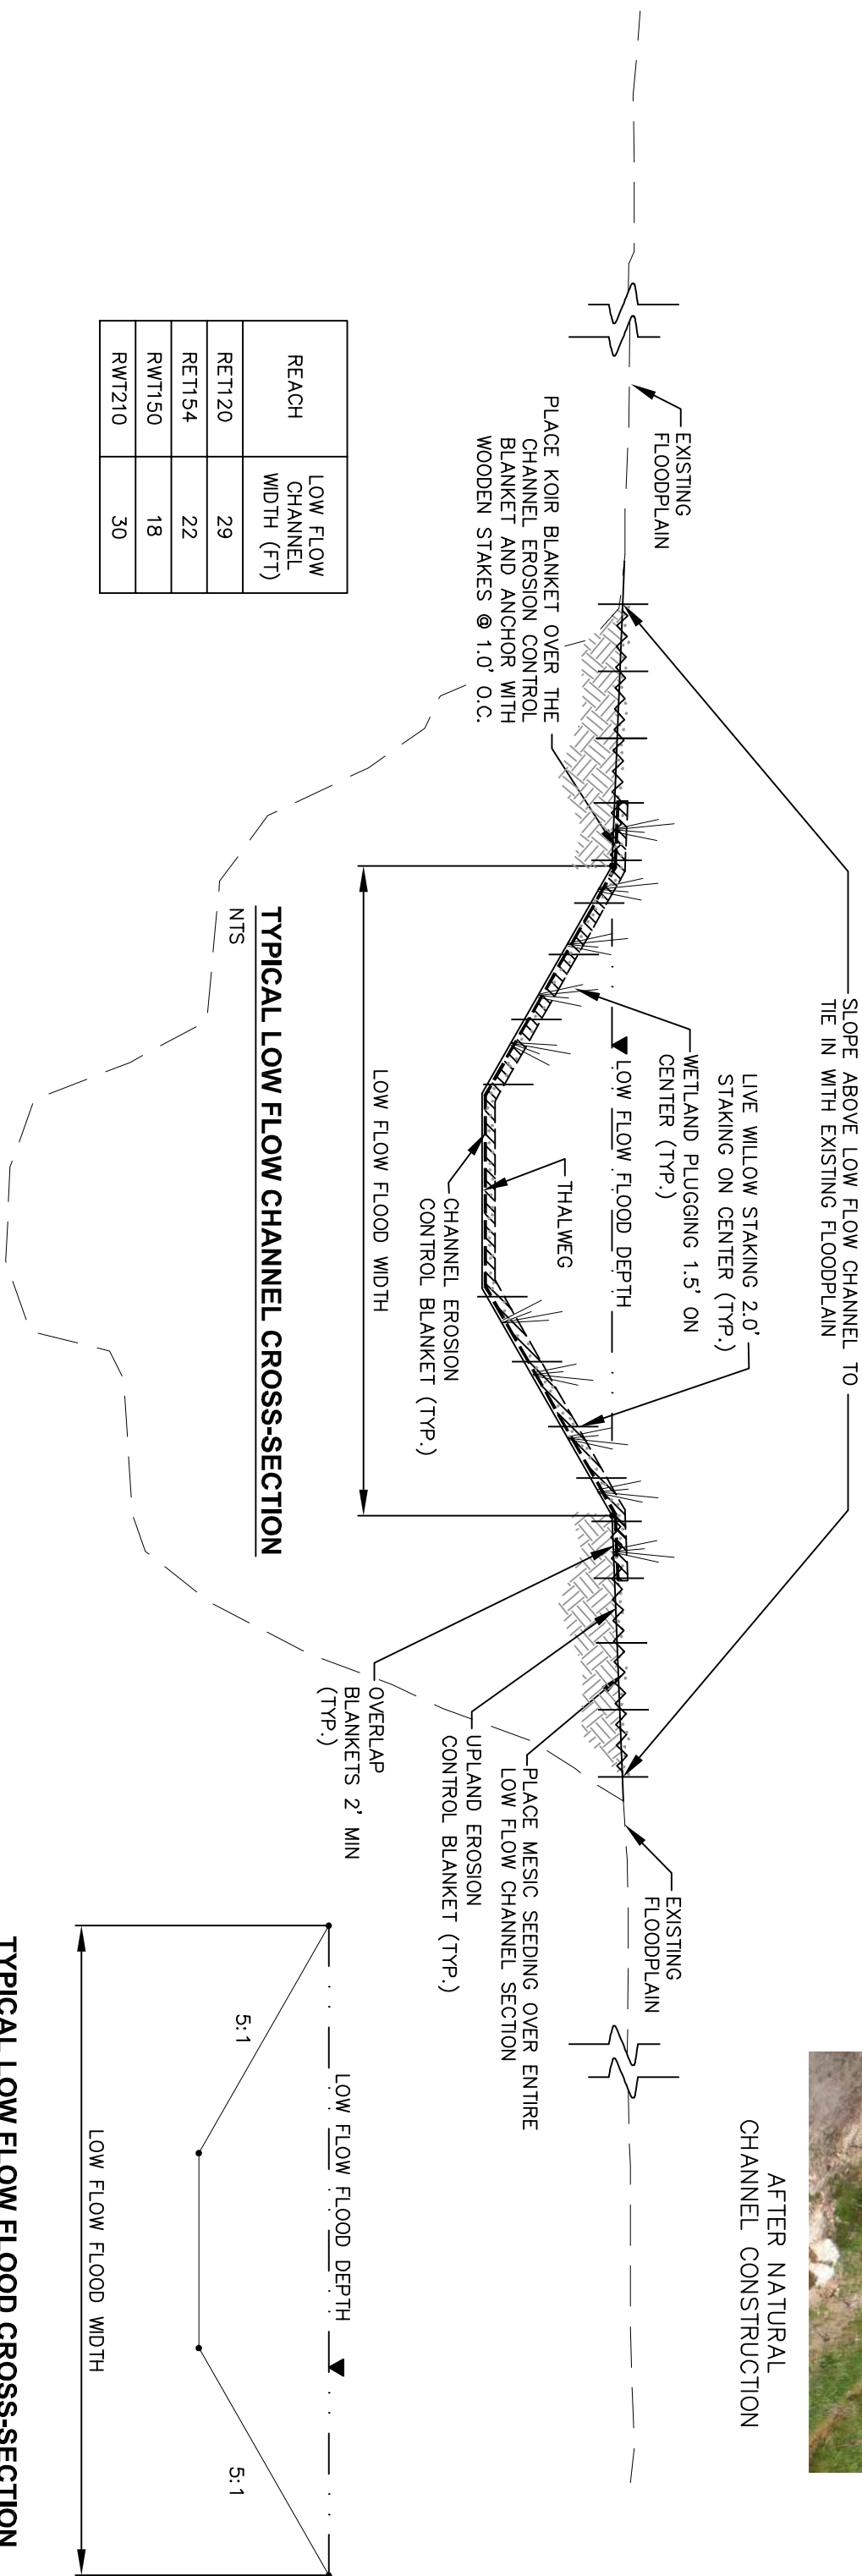 SLOPE ABOVE LOW FLOW CHANNEL TO
TIE IN WITH EXISTING FLOODPLAIN
EXISTING
FLOODPLAIN
LIVE WILLOW STAKING 2.0'
STAKING ON CENTER (TYP.)
WETLAND PLUGGING 1.5' ON
CENTER (TYP.)
LOW FLOW FLOOD DEPTH
THALWEG
CHANNEL EROSION
CONTROL BLANKET (TYP.)
LOW FLOW FLOOD WIDTH
PLACE KOIR BLANKET OVER THE
CHANNEL EROSION CONTROL
BLANKET AND ANCHOR WITH
WOODEN STAKES @ 1.0' O.C.
EXISTING
FLOODPLAIN
PLACE MESIC SEEDING OVER ENTIRE
LOW FLOW CHANNEL SECTION
UPLAND EROSION
CONTROL BLANKET (TYP.)
OVERLAP
BLANKETS 2' MIN
(TYP.)
TYPICAL LOW FLOW CHANNEL CROSS-SECTION
NTS
REACH
LOW FLOW
CHANNEL
WIDTH (FT)
RET120 29
RET154 22
RWT150 18
RWT210 30
AFTER NATURAL
CHANNEL CONSTRUCTION
LOW FLOW FLOOD DEPTH
5:1
5:1
LOW FLOW FLOOD WIDTH
TYPICAL LOW FLOW FLOOD CROSS-SECTION